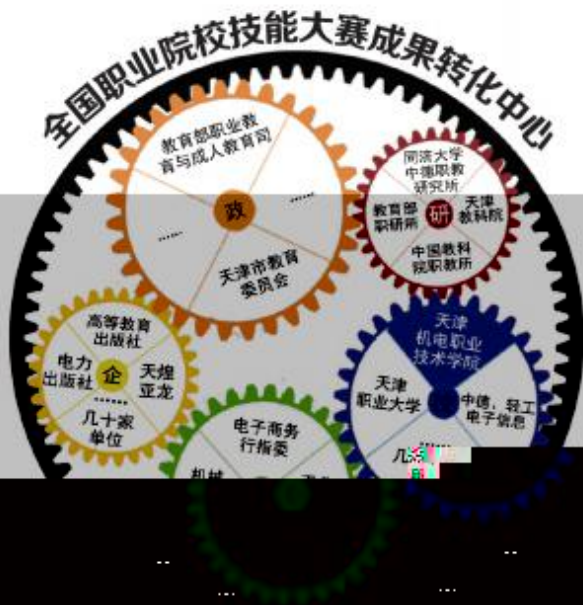 全国职业院校技能大赛成果转化中心
教育部职业教
育与成人教育司
......
......
政
天津市教育
委员会
同济大学
中德职教
研究所
教育部
职研所
研
天津
教科院
中国教科
院职教所
高等教育
出版社
电力
出版社
企
天煌
亚龙
......
几十家
单位
天津
机电职业
技术学院
天津
职业大学
中德，轻工
电子信息
......
电子商务
行指委
机械